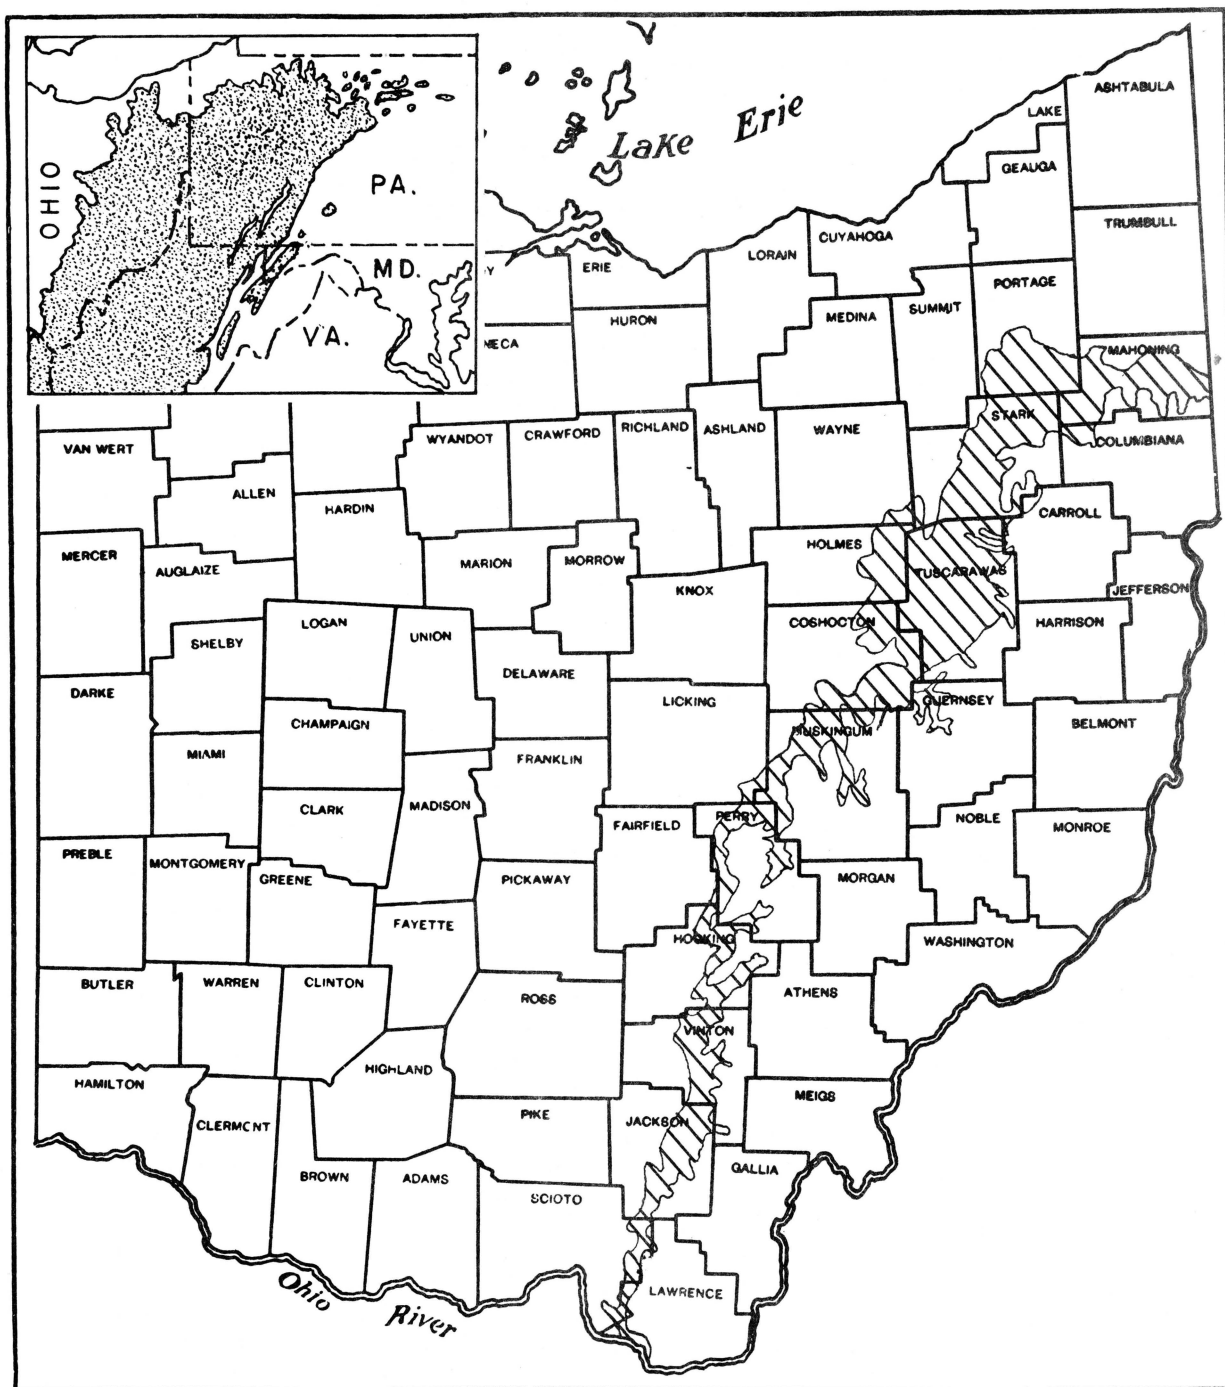 OHIO
PA.
MD.
VA.
Lake Erie
ASHTABULA
LAKE
GEAUGA
TRUMBULL
CUYAHOGA
LORAIN
ERIE
PORTAGE
SUMMIT
MEDINA
HURON
NECA
MAHONING
STARK
COLUMBIANA
WAYNE
ASHLAND
RICHLAND
CRAWFORD
WYANDOT
VAN WERT
ALLEN
HARDIN
CARROLL
HOLMES
TUSCARAWAS
MARION
MORROW
MERCER
AUGLAIZE
JEFFERSON
KNOX
COSHOCTON
HARRISON
LOGAN
UNION
SHELBY
DELAWARE
DARKE
LICKING
GUERNSEY
BELMONT
CHAMPAIGN
MUSKINGUM
MIAMI
FRANKLIN
CLARK
MADISON
PERRY
FAIRFIELD
NOBLE
MONROE
PREBLE
MONTGOMERY
GREENE
PICKAWAY
MORGAN
FAYETTE
HOCKING
WASHINGTON
BUTLER
WARREN
CLINTON
ROSS
ATHENS
VINTON
HIGHLAND
HAMILTON
CLERMONT
PIKE
JACKSON
MEIGS
BROWN
ADAMS
SCIOTO
GALLIA
LAWRENCE
Ohio River